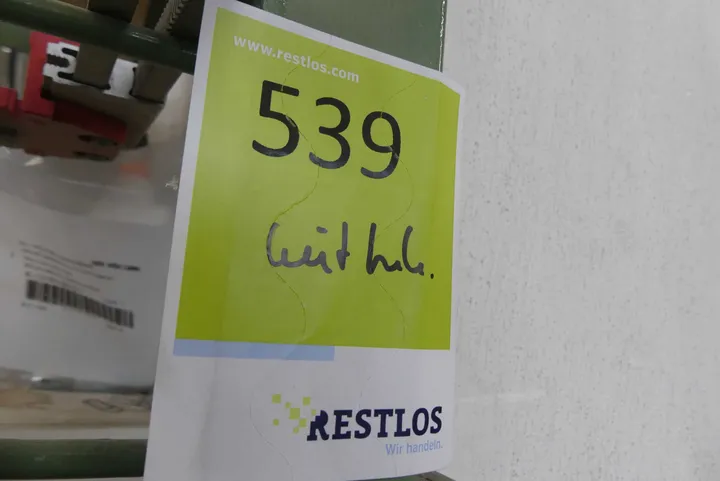 www.restlos.com
539
mit Inh.
RESTLOS
Wir handeln.